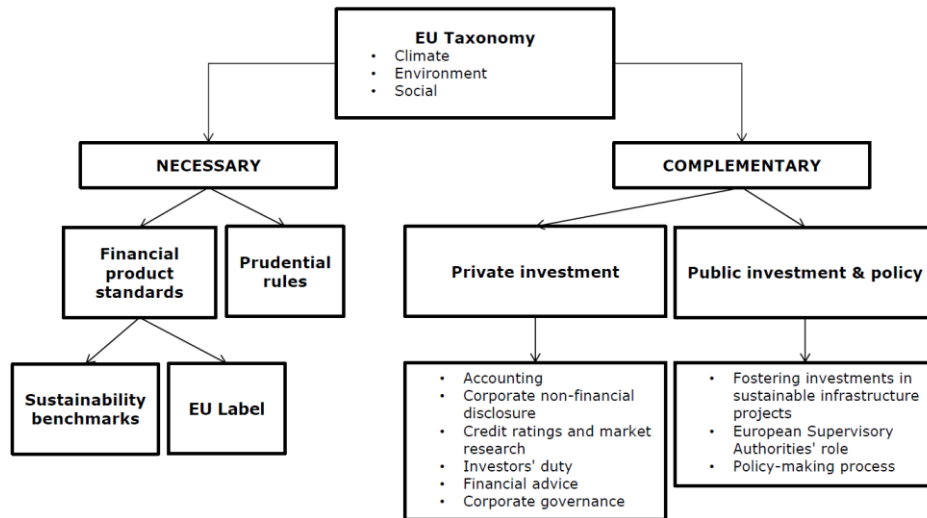 EU Taxonomy
• Climate
• Environment
• Social
NECESSARY
COMPLEMENTARY
Financial
product
standards
Prudential
rules
Private investment
Public investment & policy
Sustainability
benchmarks
EU Label
• Accounting
• Corporate non-financial
disclosure
• Credit ratings and market
research
• Investors' duty
• Financial advice
• Corporate governance
• Fostering investments in
sustainable infrastructure
projects
• European Supervisory
Authorities' role
• Policy-making process